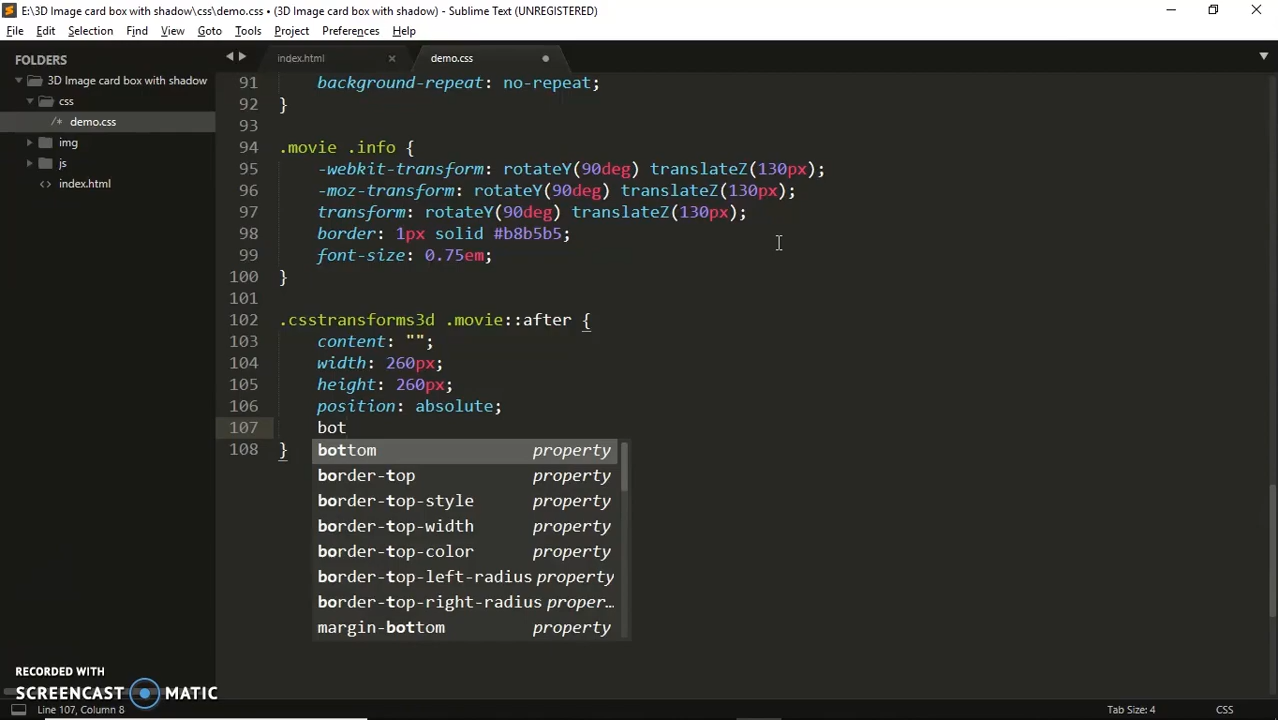 E:\3D Image card box with shadow\css\demo.css • (3D Image card box with shadow) - Sublime Text (UNREGISTERED)
File Edit Selection Find View Goto Tools Project Preferences Help
FOLDERS
3D Image card box with shadow
css
/* demo.css
img
js
<> index.html
index.html × demo.css
91 background-repeat: no-repeat;
92 }
93
94 .movie .info {
95 -webkit-transform: rotateY(90deg) translateZ(130px);
96 -moz-transform: rotateY(90deg) translateZ(130px);
97 transform: rotateY(90deg) translateZ(130px);
98 border: 1px solid #b8b5b5;
99 font-size: 0.75em;
100 }
101
102 .csstransforms3d .movie::after {
103 content: "";
104 width: 260px;
105 height: 260px;
106 position: absolute;
107 bot
108 }
bottom property
border-top property
border-top-style property
border-top-width property
border-top-color property
border-top-left-radius property
border-top-right-radius proper…
margin-bottom property
RECORDED WITH
SCREENCAST MATIC
Line 107, Column 8 Tab Size: 4 CSS